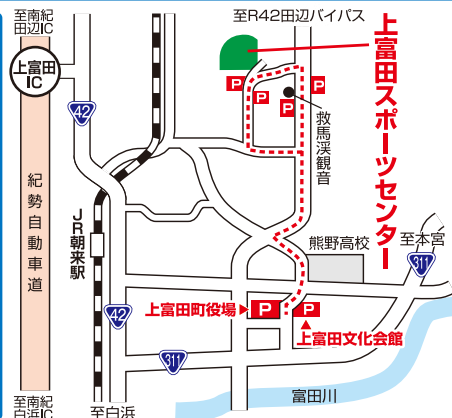 至南紀
田辺IC
至R42田辺バイパス
上富田
IC
上富田スポーツセンター
P
P
P
P
42
救馬渓観音
紀勢自動車道
JR朝来駅
熊野高校
至本宮
311
42
上富田町役場
P
P
上富田文化会館
311
富田川
至南紀
白浜IC
至白浜